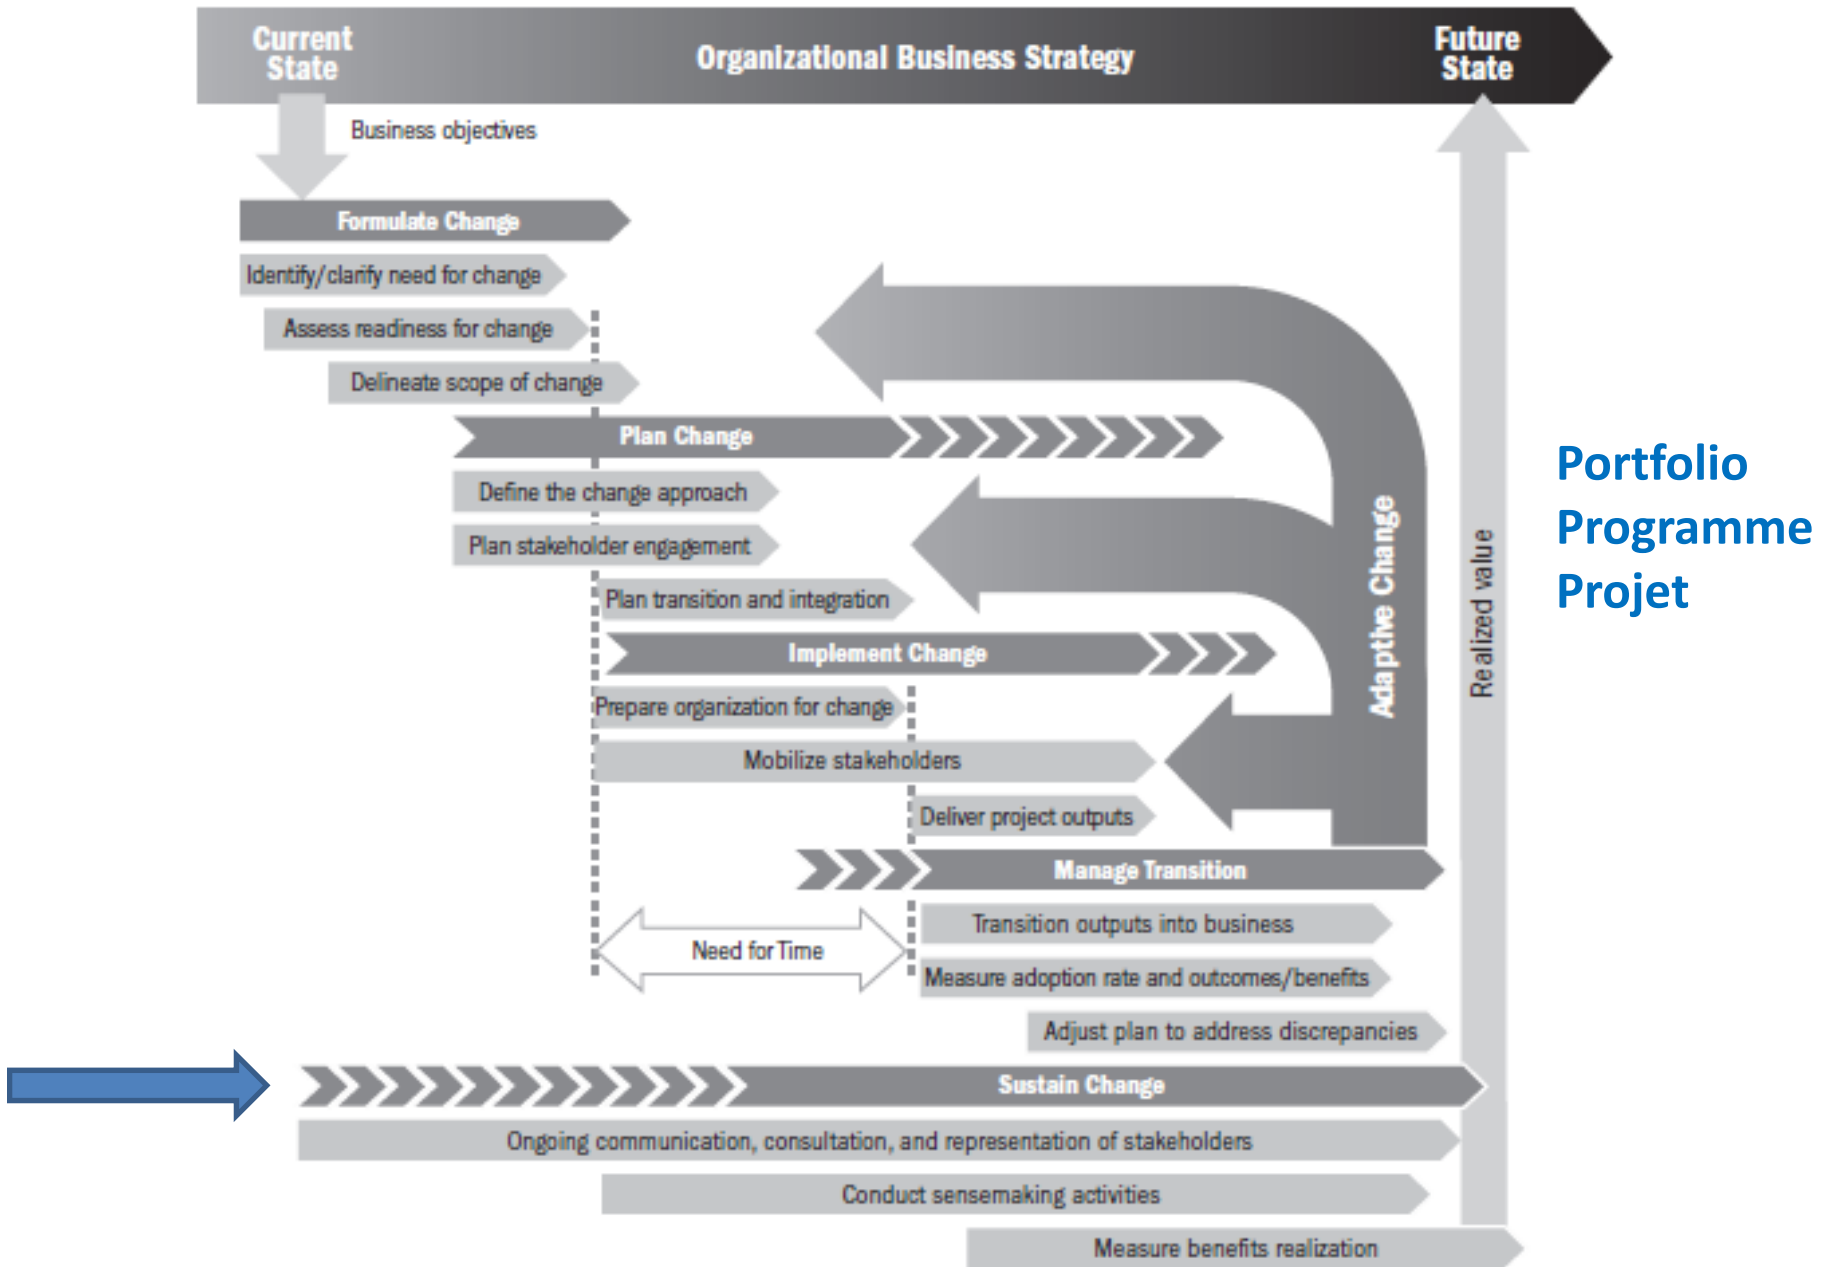 Current
State
Organizational Business Strategy
Future
State
Business objectives
Formulate Change
Identify/clarify need for change
Assess readiness for change
Delineate scope of change
Plan Change
Define the change approach
Plan stakeholder engagement
Plan transition and integration
Implement Change
Prepare organization for change
Mobilize stakeholders
Deliver project outputs
Manage Transition
Transition outputs into business
Need for Time
Measure adoption rate and outcomes/benefits
Adjust plan to address discrepancies
Sustain Change
Ongoing communication, consultation, and representation of stakeholders
Conduct sensemaking activities
Measure benefits realization
Adaptive Change
Realized value
Portfolio
Programme
Projet